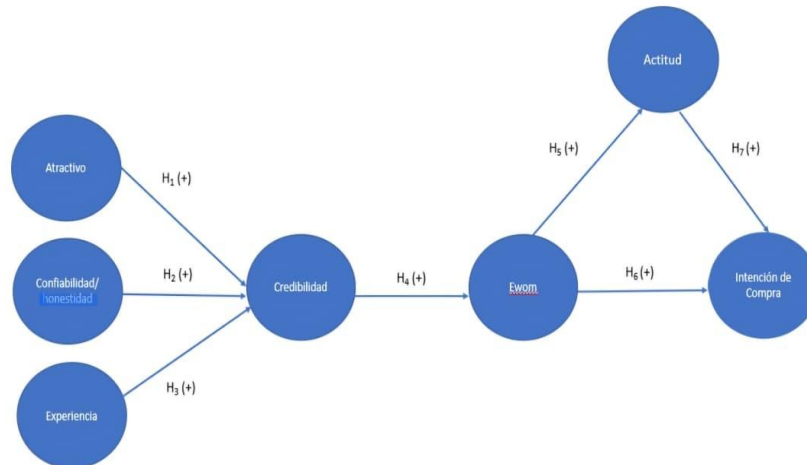 Actitud
Atractivo
H1 (+)
H5 (+)
H7 (+)
Confiabilidad/
honestidad
H2 (+)
Credibilidad
H4 (+)
Ewom
H6 (+)
Intención de
Compra
H3 (+)
Experiencia